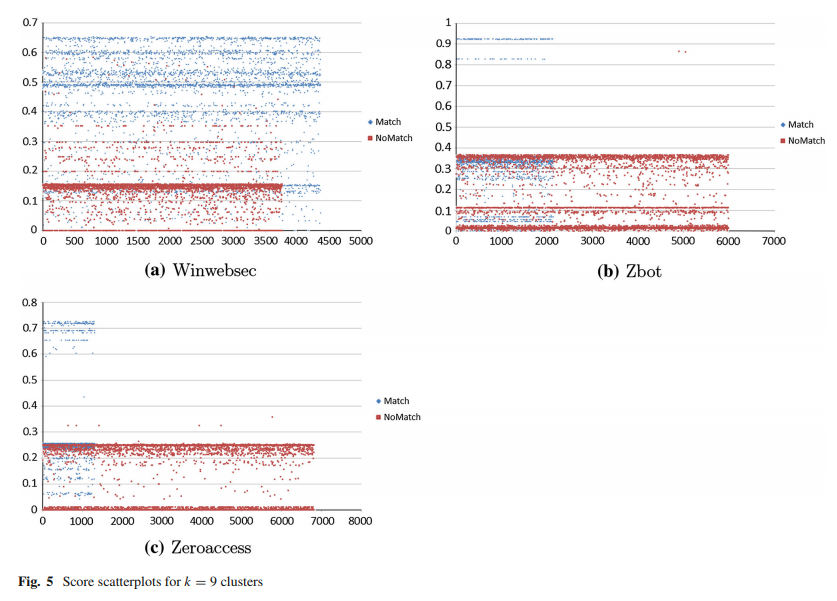 0.7
0.6
0.5
0.4
0.3
0.2
0.1
0
0 500 1000 1500 2000 2500 3000 3500 4000 4500 5000
Match
NoMatch
(a) Winwebsec
1
0.9
0.8
0.7
0.6
0.5
0.4
0.3
0.2
0.1
0
0 1000 2000 3000 4000 5000 6000 7000
Match
NoMatch
(b) Zbot
0.8
0.7
0.6
0.5
0.4
0.3
0.2
0.1
0
0 1000 2000 3000 4000 5000 6000 7000 8000
Match
NoMatch
(c) Zeroaccess
Fig. 5 Score scatterplots for k = 9 clusters